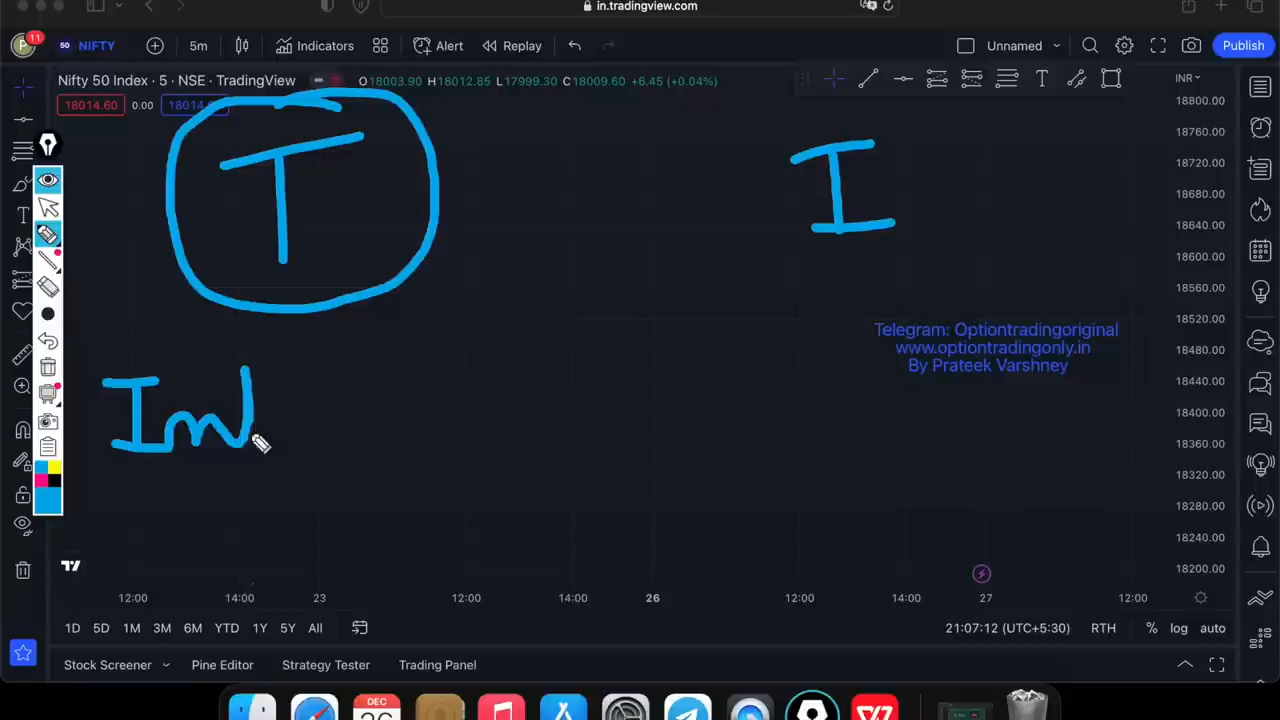 in.tradingview.com
11
50 NIFTY 5m Indicators Alert Replay Unnamed Publish
Nifty 50 Index · 5 · NSE · TradingView O18003.90 H18012.85 L17999.30 C18009.60 +6.45 (+0.04%) INR
18014.60 0.00
18800.00
18760.00
18720.00
18680.00
18640.00
18600.00
18560.00
18520.00
18480.00
18440.00
18400.00
18360.00
18320.00
18280.00
18240.00
18200.00
T I
Telegram: Optiontradingoriginal
www.optiontradingonly.in
By Prateek Varshney
12:00 14:00 23 12:00 14:00 26 12:00 14:00 27 12:00
1D 5D 1M 3M 6M YTD 1Y 5Y All 21:07:12 (UTC+5:30) RTH % log auto
Stock Screener Pine Editor Strategy Tester Trading Panel
DEC